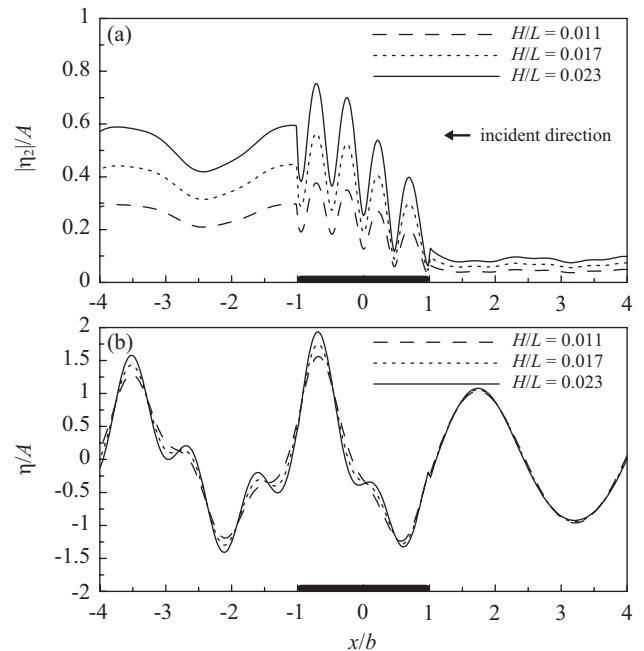 (a)
H/L = 0.011
H/L = 0.017
H/L = 0.023
incident direction
|η₂|/A
1
0.8
0.6
0.4
0.2
0
-4 -3 -2 -1 0 1 2 3 4
(b)
H/L = 0.011
H/L = 0.017
H/L = 0.023
η/A
2
1.5
1
0.5
0
-0.5
-1
-1.5
-2
-4 -3 -2 -1 0 1 2 3 4
x/b